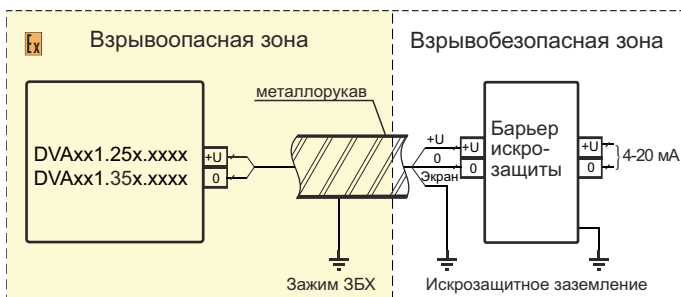 Ex
Взрывоопасная зона
Взрывобезопасная зона
металлорукав
DVAxx1.25x.xxxx
DVAxx1.35x.xxxx
+U
0
+U
0
Экран
+U
0
Барьер
искро-
защиты
+U
0
4-20 мА
Зажим ЗБХ
Искрозащитное заземление